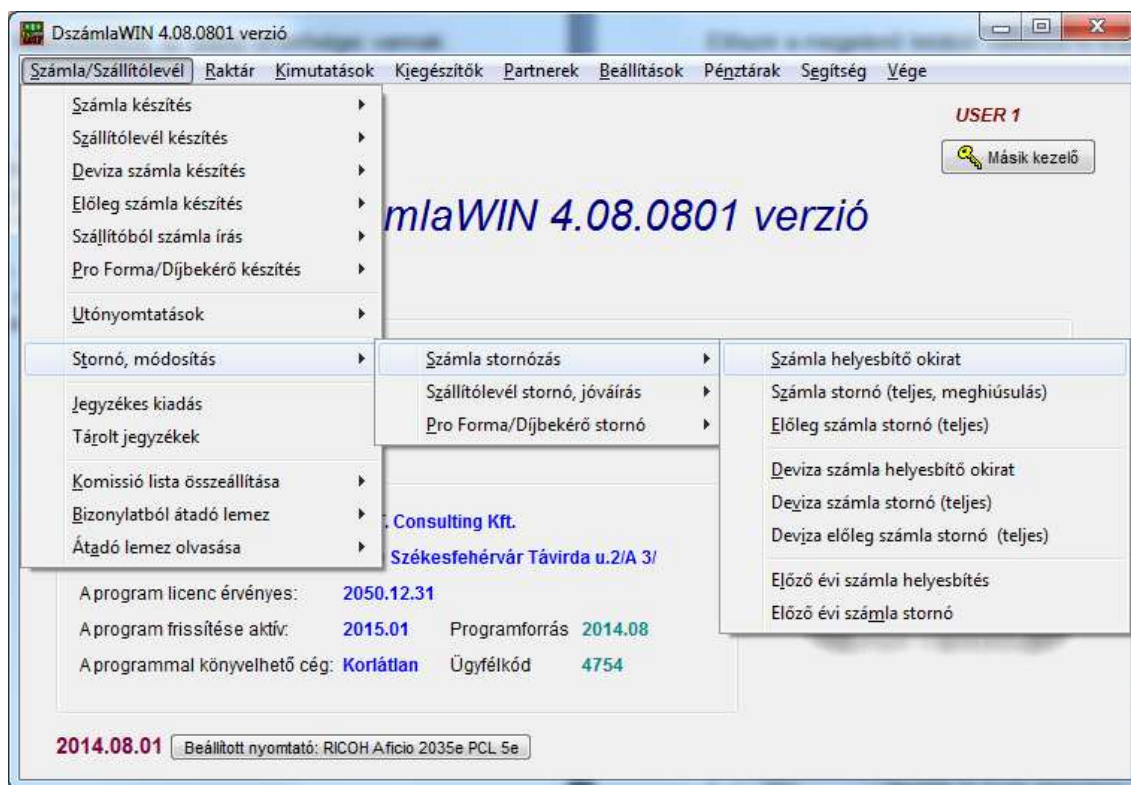 DszámlaWIN 4.08.0801 verzió
Számla/Szállítólevél Raktár Kimutatások Kiegészítők Partnerek Beállítások Pénztárak Segítség Vége
USER 1
Másik kezelő
Számla készítés
Szállítólevél készítés
Deviza számla készítés
Előleg számla készítés
Szállítóból számla írás
Pro Forma/Díjbekérő készítés
Utónyomtatások
Stornó, módosítás
Jegyzékes kiadás
Tárolt jegyzékek
Komissió lista összeállítása
Bizonylatból átadó lemez
Átadó lemez olvasása
mlaWIN 4.08.0801 verzió
Számla stornózás
Szállítólevél stornó, jóváírás
Pro Forma/Díjbekérő stornó
Számla helyesbítő okirat
Számla stornó (teljes, meghiúsulás)
Előleg számla stornó (teljes)
Deviza számla helyesbítő okirat
Deviza számla stornó (teljes)
Deviza előleg számla stornó (teljes)
Előző évi számla helyesbítés
Előző évi számla stornó
. Consulting Kft.
Székesfehérvár Távirda u.2/A 3/
A program licenc érvényes: 2050.12.31
A program frissítése aktív: 2015.01 Programforrás 2014.08
A programmal könyvelhető cég: Korlátlan Ügyfélkód 4754
2014.08.01 Beállított nyomtató: RICOH Aficio 2035e PCL 5e